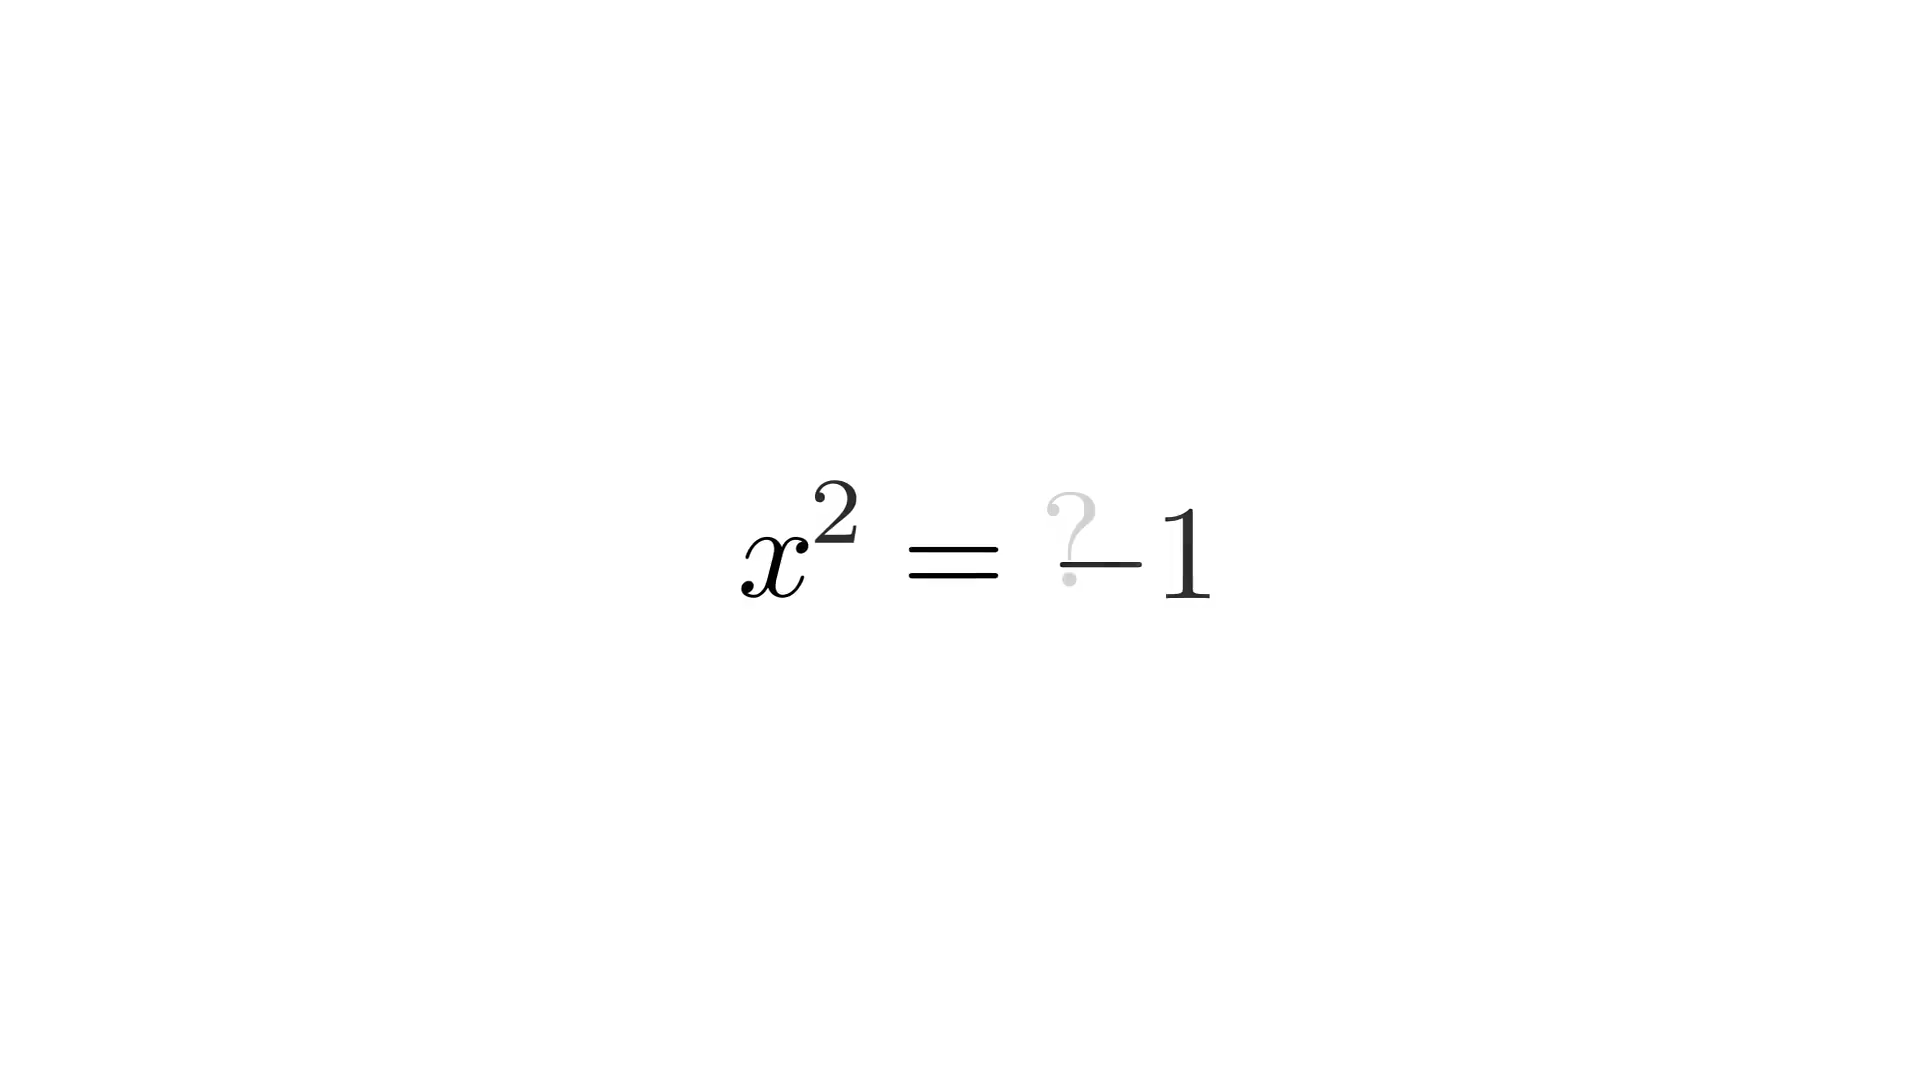 x² = ? −1